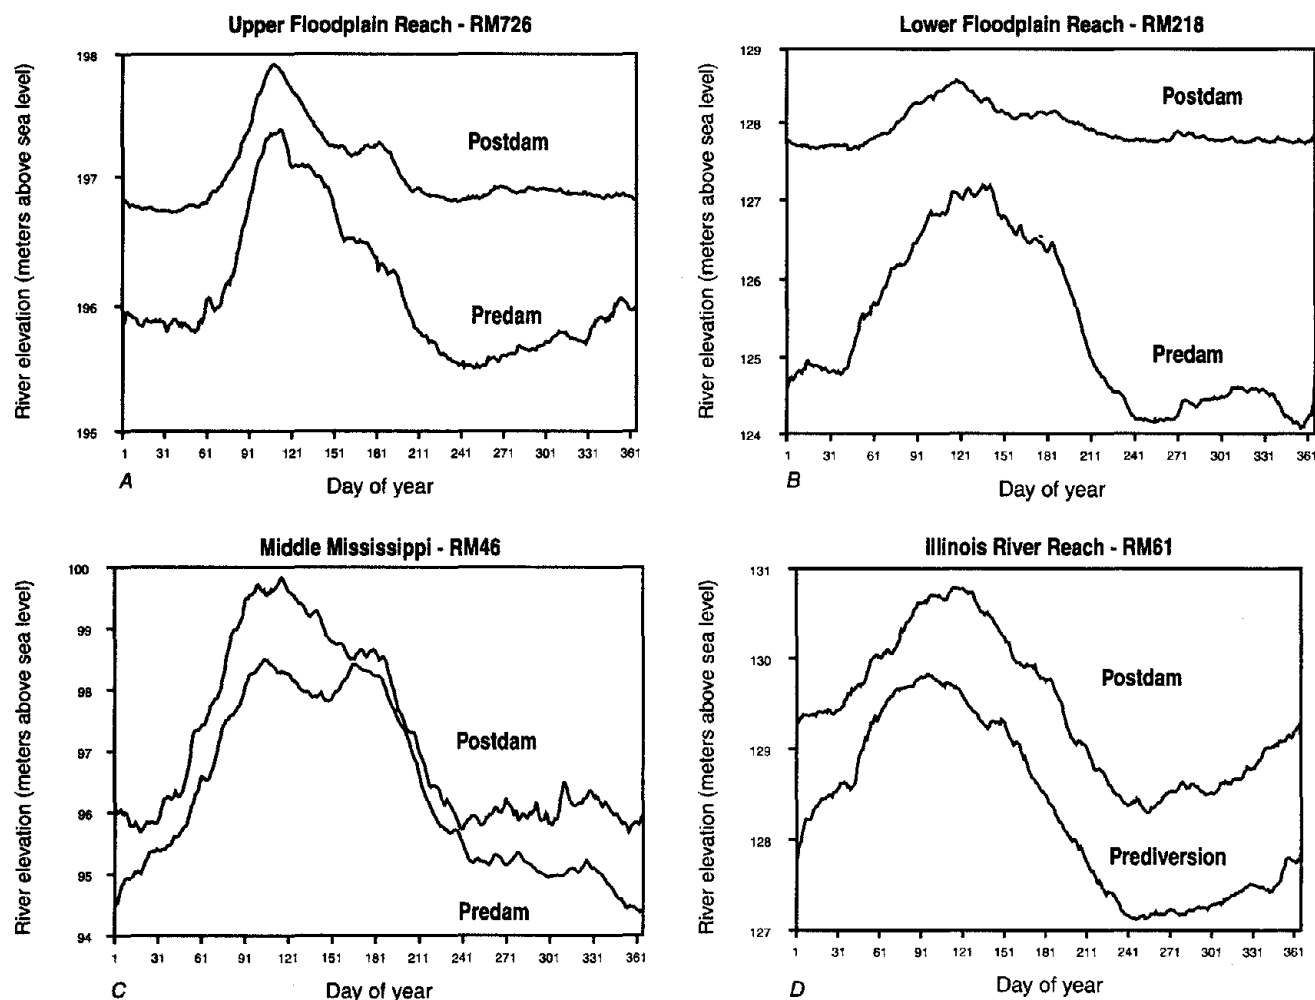 Upper Floodplain Reach - RM726
River elevation (meters above sea level)
198
197
196
195
Postdam
Predam
1 31 61 91 121 151 181 211 241 271 301 331 361
A
Day of year
Lower Floodplain Reach - RM218
River elevation (meters above sea level)
129
128
127
126
125
124
Postdam
Predam
1 31 61 91 121 151 181 211 241 271 301 331 361
B
Day of year
Middle Mississippi - RM46
River elevation (meters above sea level)
100
99
98
97
96
95
94
Postdam
Predam
1 31 61 91 121 151 181 211 241 271 301 331 361
C
Day of year
Illinois River Reach - RM61
River elevation (meters above sea level)
131
130
129
128
127
Postdam
Prediversion
1 31 61 91 121 151 181 211 241 271 301 331 361
D
Day of year